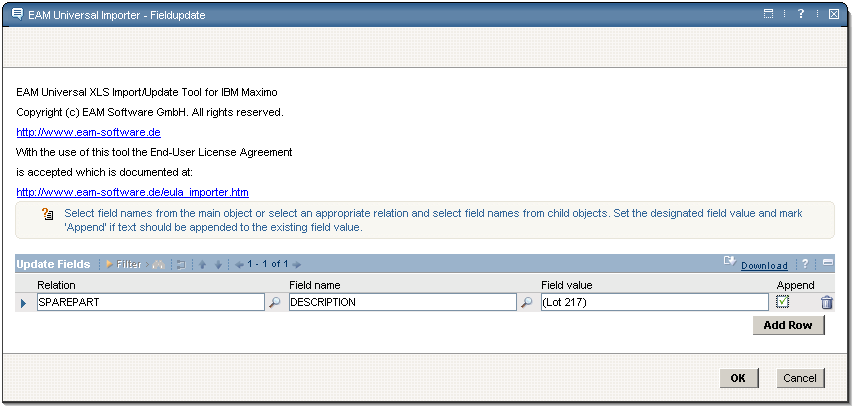 EAM Universal Importer - Fieldupdate
?
EAM Universal XLS Import/Update Tool for IBM Maximo
Copyright (c) EAM Software GmbH. All rights reserved.
http://www.eam-software.de
With the use of this tool the End-User License Agreement
is accepted which is documented at:
http://www.eam-software.de/eula_importer.htm
Select field names from the main object or select an appropriate relation and select field names from child objects. Set the designated field value and mark
'Append' if text should be appended to the existing field value.
Update Fields Filter 1 - 1 of 1 Download ?
Relation Field name Field value Append
SPAREPART DESCRIPTION (Lot 217)
Add Row
OK Cancel